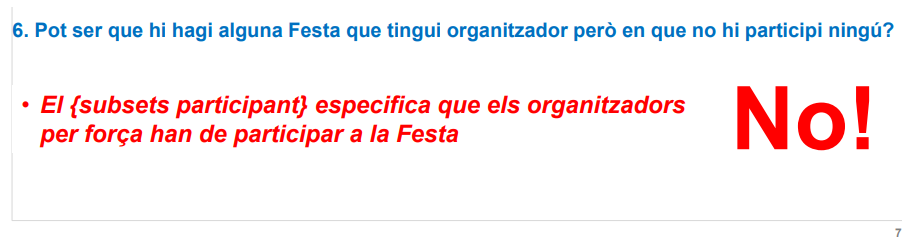 6. Pot ser que hi hagi alguna Festa que tingui organitzador però en que no hi participi ningú?
• El {subsets participant} especifica que els organitzadors
per força han de participar a la Festa
No!
7